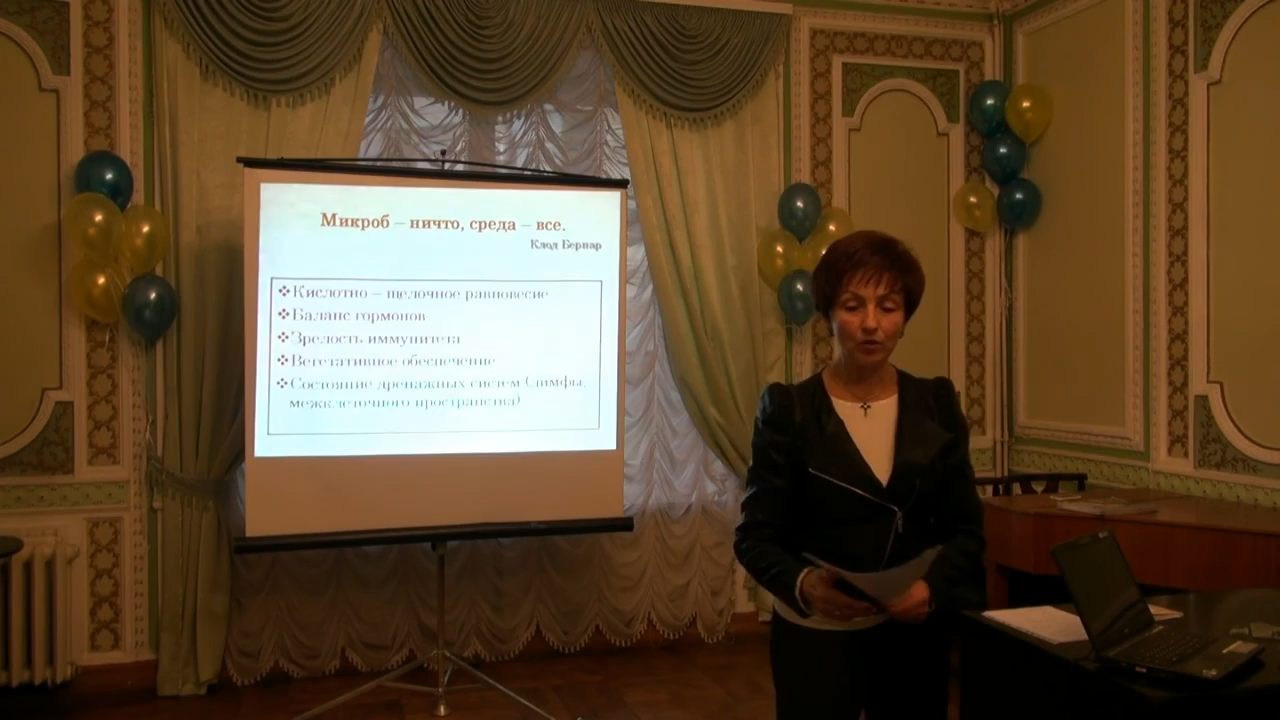 Микроб – ничто, среда – все.
Клод Бернар
❖Кислотно – щелочное равновесие
❖Баланс гормонов
❖Зрелость иммунитета
❖Вегетативное обеспечение
❖Состояние дренажных систем (лимфы,
межклеточного пространства)